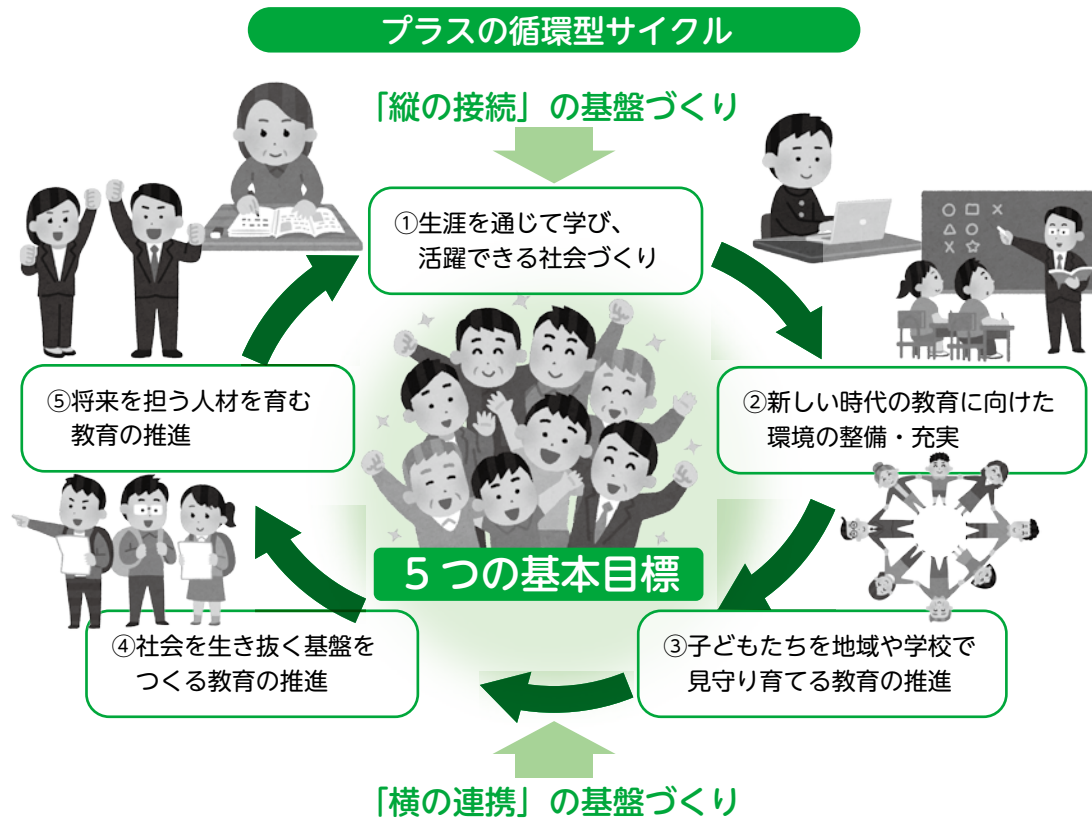 プラスの循環型サイクル
「縦の接続」の基盤づくり
①生涯を通じて学び、
活躍できる社会づくり
②新しい時代の教育に向けた
環境の整備・充実
③子どもたちを地域や学校で
見守り育てる教育の推進
④社会を生き抜く基盤を
つくる教育の推進
⑤将来を担う人材を育む
教育の推進
5つの基本目標
「横の連携」の基盤づくり